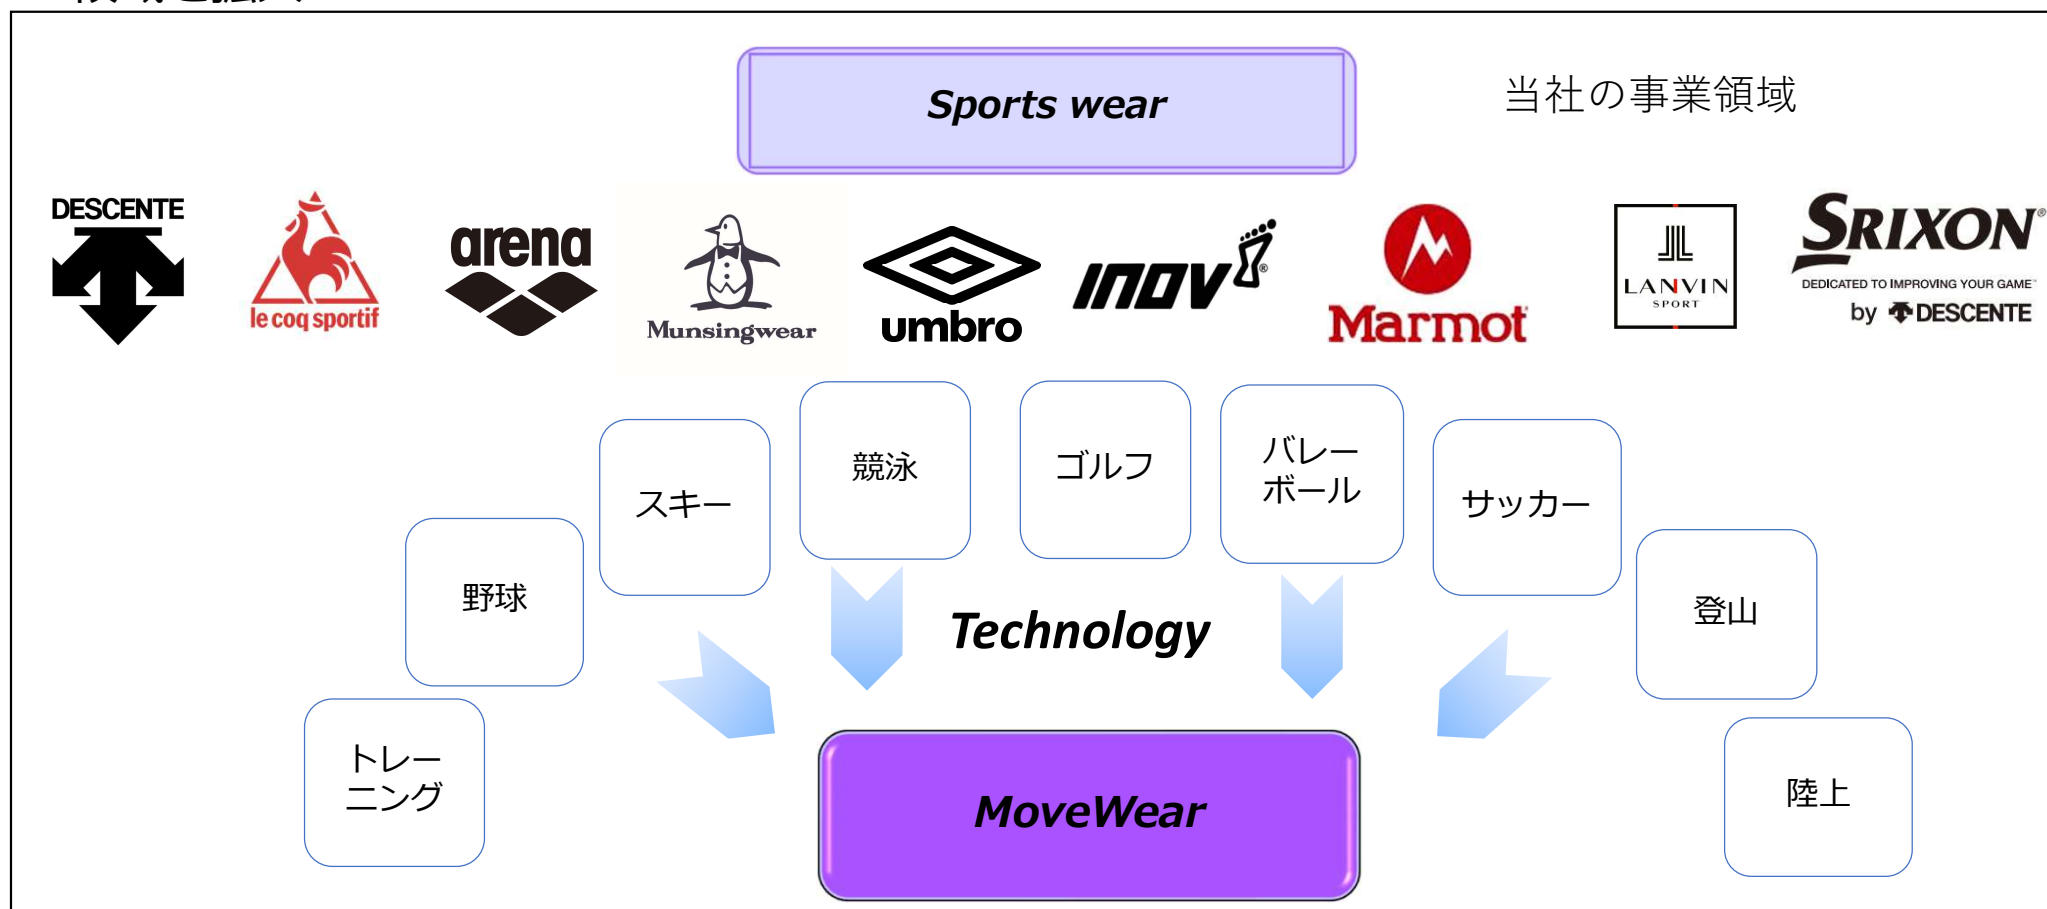 Sports wear
当社の事業領域
DESCENTE
le coq sportif
arena
Munsingwear
umbro
inov
®
Marmot
LANVIN
SPORT
SRIXON®
DEDICATED TO IMPROVING YOUR GAME™
by DESCENTE
トレー
ニング
野球
スキー
競泳
ゴルフ
バレー
ボール
サッカー
登山
陸上
Technology
MoveWear